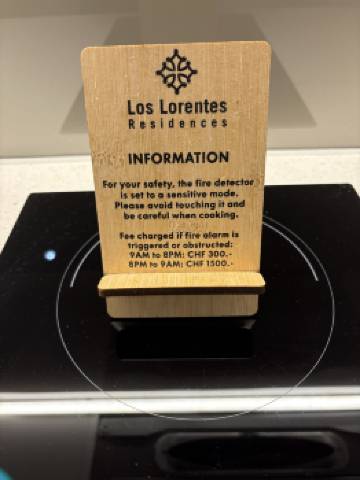 Los Lorentes
Residences
INFORMATION
For your safety, the fire detector
is set to a sensitive mode.
Please avoid touching it and
be careful when cooking.
Fee charged if fire alarm is
triggered or obstructed:
9AM to 8PM: CHF 300.-
8PM to 9AM: CHF 1500.-